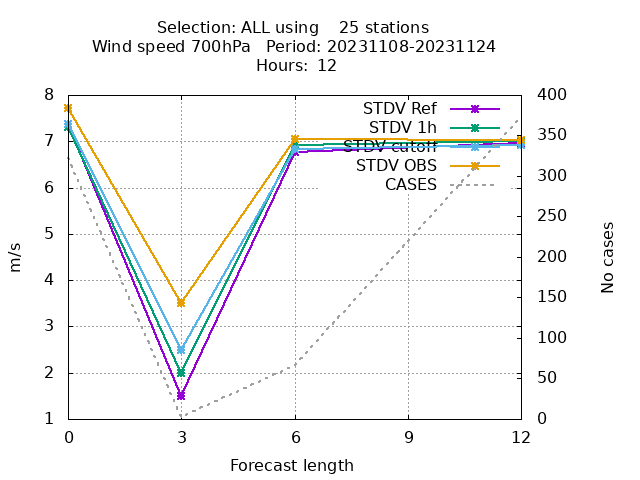 Selection: ALL using    25 stations
Wind speed 700hPa   Period: 20231108-20231124
Hours: 12
8
7
6
5
4
3
2
1
m/s
400
350
300
250
200
150
100
50
0
No cases
STDV Ref
STDV 1h
STDV cutoff
STDV OBS
CASES
0
3
6
9
12
Forecast length